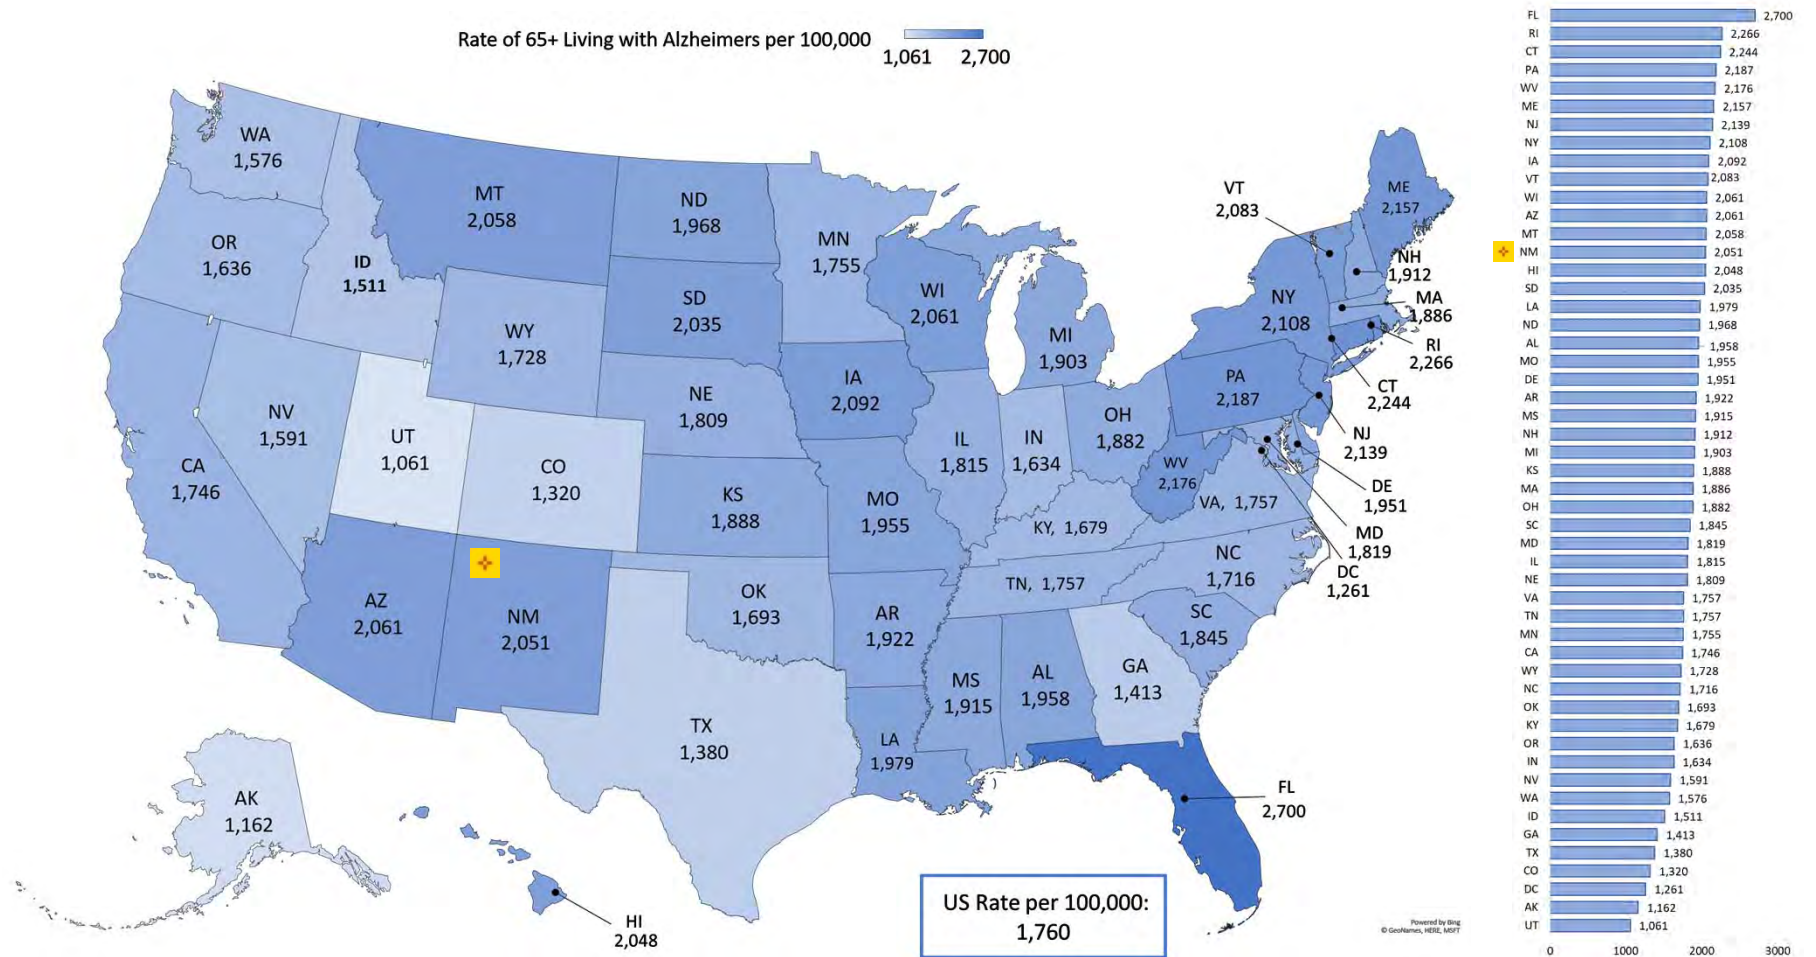 Rate of 65+ Living with Alzheimers per 100,000
1,061 2,700
WA
1,576
OR
1,636
ID
1,511
MT
2,058
ND
1,968
MN
1,755
SD
2,035
WY
1,728
WI
2,061
MI
1,903
NY
2,108
VT
2,083
ME
2,157
NH
1,912
MA
1,886
RI
2,266
CT
2,244
NJ
2,139
DE
1,951
MD
1,819
DC
1,261
PA
2,187
OH
1,882
IN
1,634
IL
1,815
IA
2,092
NE
1,809
NV
1,591
UT
1,061
CO
1,320
CA
1,746
KS
1,888
MO
1,955
WV
2,176
VA, 1,757
KY, 1,679
TN, 1,757
NC
1,716
SC
1,845
AZ
2,061
NM
2,051
OK
1,693
AR
1,922
MS
1,915
AL
1,958
GA
1,413
TX
1,380
LA
1,979
FL
2,700
AK
1,162
HI
2,048
US Rate per 100,000:
1,760
Powered by Bing
© GeoNames, HERE, MSFT
FL 2,700
RI 2,266
CT 2,244
PA 2,187
WV 2,176
ME 2,157
NJ 2,139
NY 2,108
IA 2,092
VT 2,083
WI 2,061
AZ 2,061
MT 2,058
NM 2,051
HI 2,048
SD 2,035
LA 1,979
ND 1,968
AL 1,958
MO 1,955
DE 1,951
AR 1,922
MS 1,915
NH 1,912
MI 1,903
KS 1,888
MA 1,886
OH 1,882
SC 1,845
MD 1,819
IL 1,815
NE 1,809
VA 1,757
TN 1,757
MN 1,755
CA 1,746
WY 1,728
NC 1,716
OK 1,693
KY 1,679
OR 1,636
IN 1,634
NV 1,591
WA 1,576
ID 1,511
GA 1,413
TX 1,380
CO 1,320
DC 1,261
AK 1,162
UT 1,061
0 1000 2000 3000